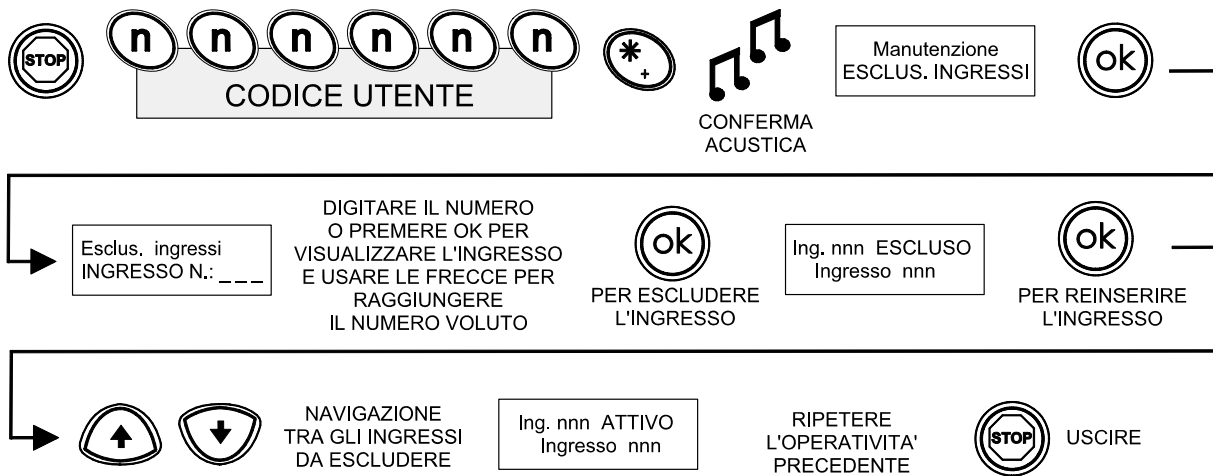 STOP
n n n n n n
CODICE UTENTE
*
+
CONFERMA
ACUSTICA
Manutenzione
ESCLUS. INGRESSI
ok
Esclus. ingressi
INGRESSO N.: _ _ _
DIGITARE IL NUMERO
O PREMERE OK PER
VISUALIZZARE L'INGRESSO
E USARE LE FRECCE PER
RAGGIUNGERE
IL NUMERO VOLUTO
ok
PER ESCLUDERE
L'INGRESSO
Ing. nnn ESCLUSO
Ingresso nnn
ok
PER REINSERIRE
L'INGRESSO
NAVIGAZIONE
TRA GLI INGRESSI
DA ESCLUDERE
Ing. nnn ATTIVO
Ingresso nnn
RIPETERE
L'OPERATIVITA'
PRECEDENTE
STOP
USCIRE